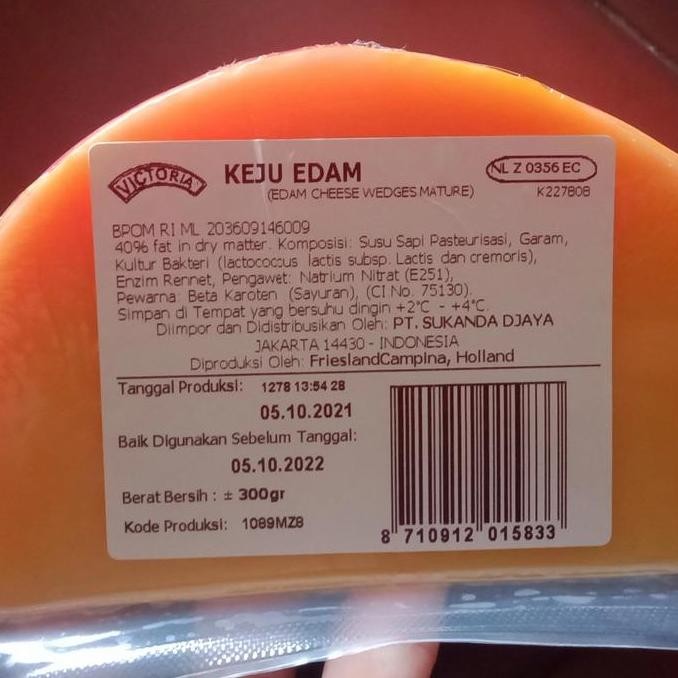 VICTORIA
KEJU EDAM
(EDAM CHEESE WEDGES MATURE)
NL Z 0356 EC
K227808
BPOM RI ML 203609146009
40% fat in dry matter. Komposisi: Susu Sapi Pasteurisasi, Garam,
Kultur Bakteri (lactococcus lactis subsp. Lactis dan cremoris),
Enzim Rennet, Pengawet: Natrium Nitrat (E251),
Pewarna: Beta Karoten (Sayuran), (CI No. 75130).
Simpan di Tempat yang bersuhu dingin +2°C - +4°C.
Diimpor dan Didistribusikan Oleh: PT. SUKANDA DJAYA
JAKARTA 14430 - INDONESIA
Diproduksi Oleh: FrieslandCampina, Holland
Tanggal Produksi: 1278 13:54 28
05.10.2021
Baik Digunakan Sebelum Tanggal:
05.10.2022
Berat Bersih : ± 300gr
Kode Produksi: 1089MZ8
8 710912 015833